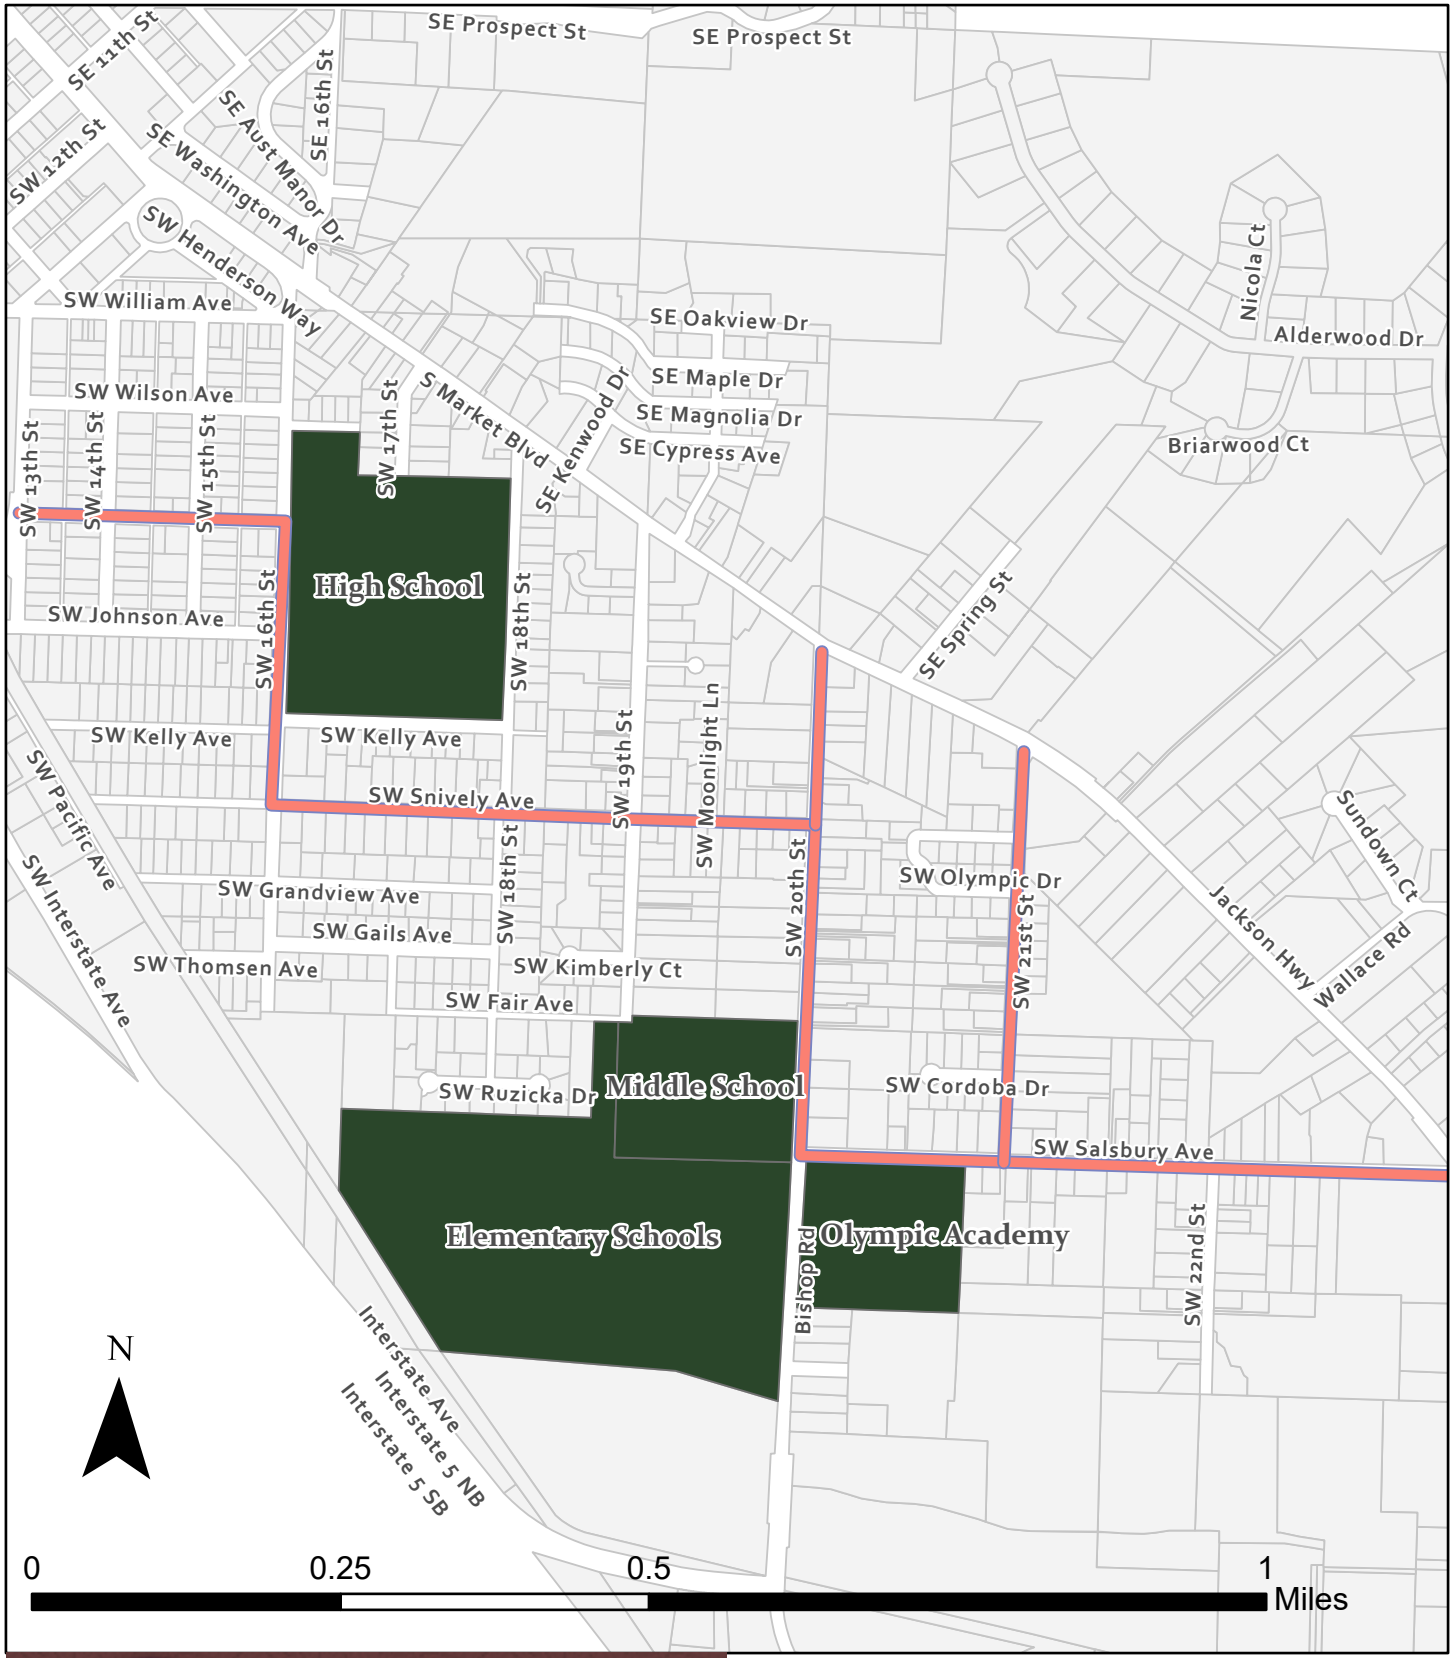 SE Prospect St
SE Prospect St
SE 11th St
SE 16th St
SE Aust Manor Dr
SW 12th St
SE Washington Ave
SW Henderson Way
Nicola Ct
SW William Ave
SE Oakview Dr
Alderwood Dr
SE Maple Dr
SW Wilson Ave
S Market Blvd
SE Kenwood Dr
SE Magnolia Dr
SE Cypress Ave
Briarwood Ct
SW 13th St
SW 14th St
SW 15th St
SW 17th St
High School
SW 16th St
SW 18th St
SE Spring St
SW Johnson Ave
SW Kelly Ave
SW Kelly Ave
SW 19th St
SW Moonlight Ln
SW Snively Ave
SW Pacific Ave
Sundown Ct
SW Interstate Ave
SW 18th St
SW 20th St
SW Olympic Dr
SW Grandview Ave
SW 21st St
Jackson Hwy
Wallace Rd
SW Gails Ave
SW Thomsen Ave
SW Kimberly Ct
SW Fair Ave
SW Ruzicka Dr
Middle School
SW Cordoba Dr
SW Salsbury Ave
Elementary Schools
Olympic Academy
Bishop Rd
SW 22nd St
Interstate Ave
Interstate 5 NB
Interstate 5 SB
N
0 0.25 0.5 1
Miles